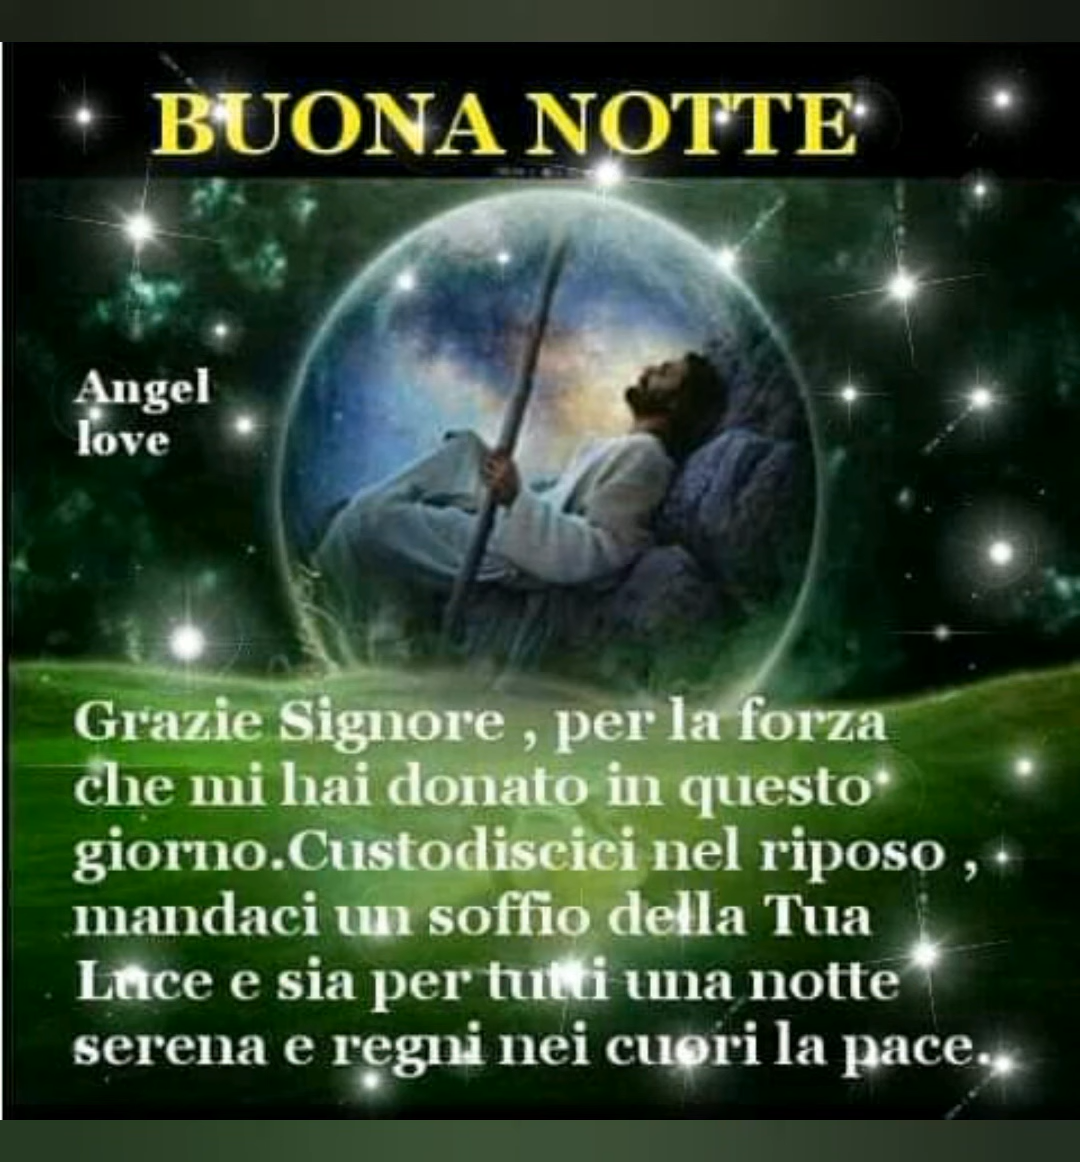 BUONA NOTTE
Angel
love
Grazie Signore , per la forza
che mi hai donato in questo
giorno.Custodiscici nel riposo ,
mandaci un soffio della Tua
Luce e sia per tutti una notte
serena e regni nei cuori la pace.